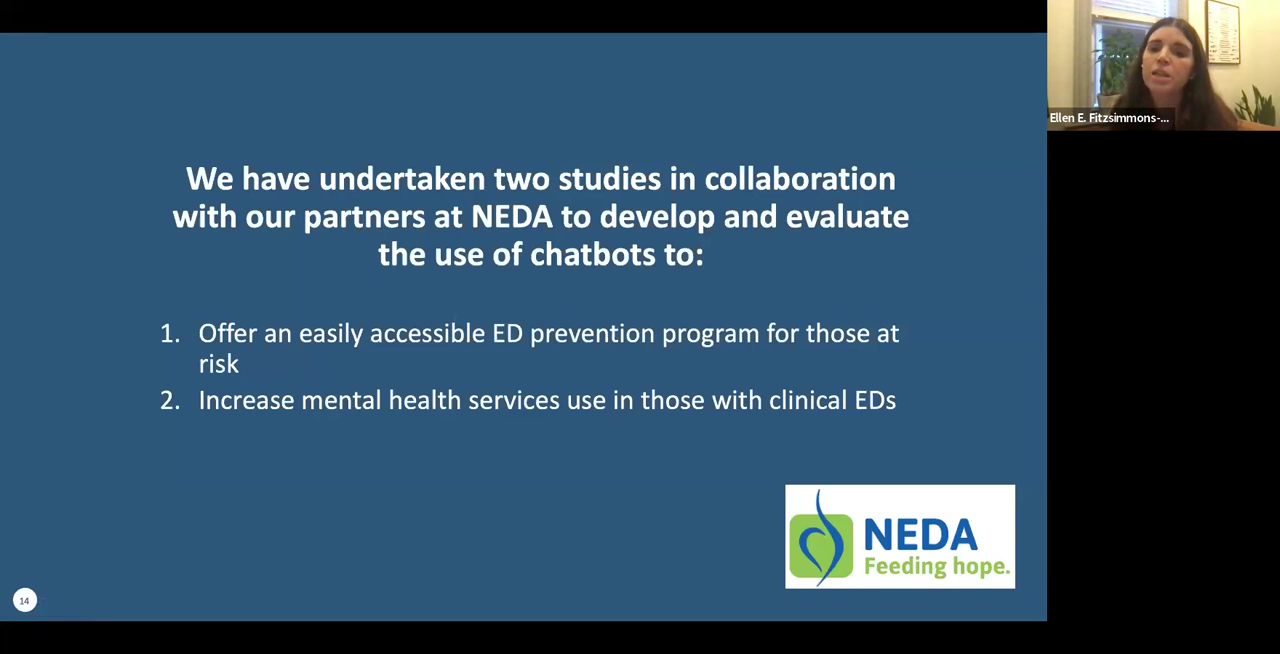 We have undertaken two studies in collaboration
with our partners at NEDA to develop and evaluate
the use of chatbots to:
1. Offer an easily accessible ED prevention program for those at
risk
2. Increase mental health services use in those with clinical EDs
NEDA
Feeding hope.
14
Ellen E. Fitzsimmons-...